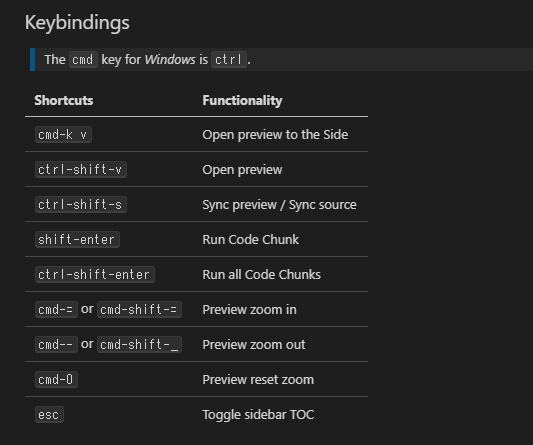 Keybindings
The cmd key for Windows is ctrl.
Shortcuts Functionality
cmd-k v Open preview to the Side
ctrl-shift-v Open preview
ctrl-shift-s Sync preview / Sync source
shift-enter Run Code Chunk
ctrl-shift-enter Run all Code Chunks
cmd-= or cmd-shift-= Preview zoom in
cmd-- or cmd-shift-_ Preview zoom out
cmd-0 Preview reset zoom
esc Toggle sidebar TOC